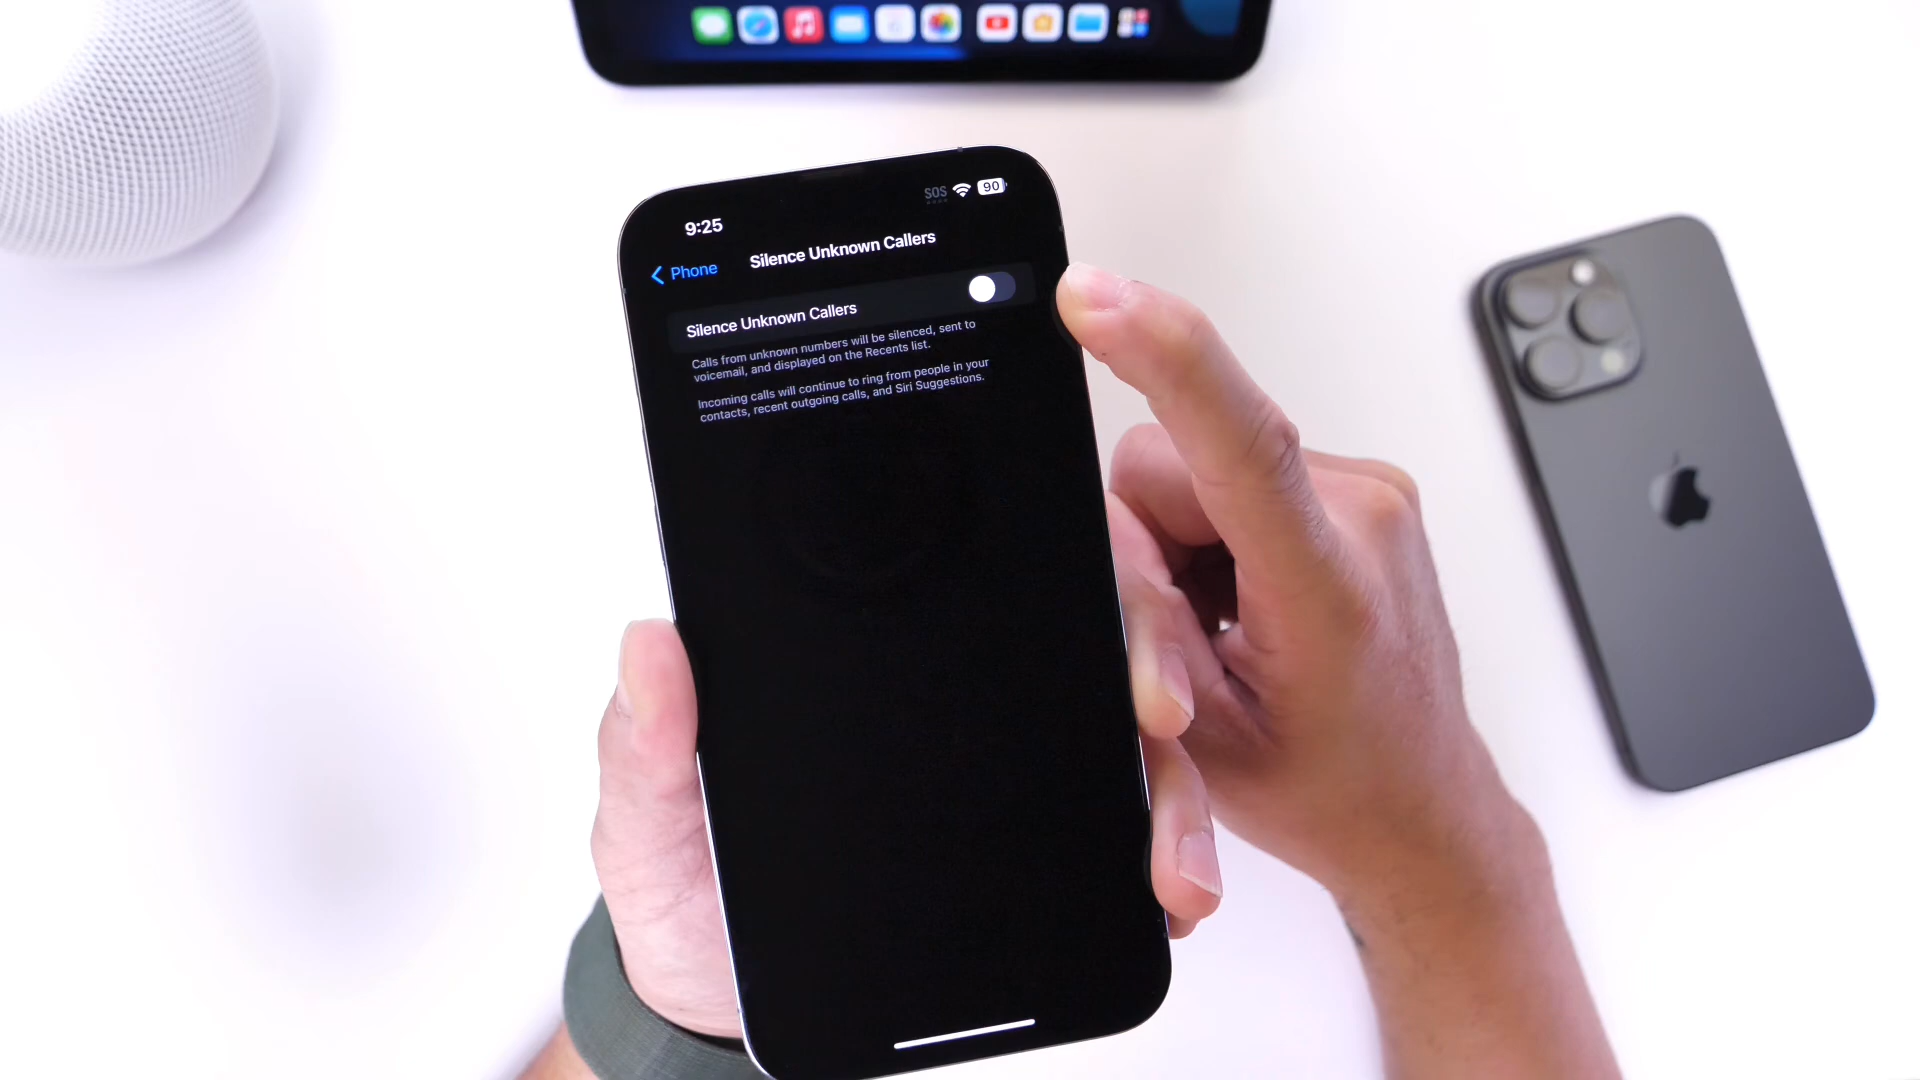 9:25
SOS
90
Phone
Silence Unknown Callers
Silence Unknown Callers
Calls from unknown numbers will be silenced, sent to
voicemail, and displayed on the Recents list.
Incoming calls will continue to ring from people in your
contacts, recent outgoing calls, and Siri Suggestions.